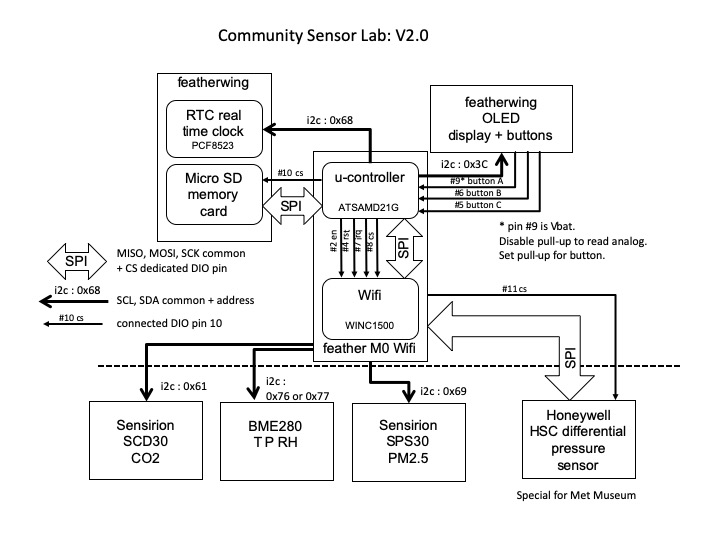 Community Sensor Lab: V2.0
featherwing
RTC real
time clock
PCF8523
Micro SD
memory
card
i2c : 0x68
#10 cs
SPI
featherwing
OLED
display + buttons
i2c : 0x3C
#9* button A
#6 button B
#5 button C
u-controller
ATSAMD21G
* pin #9 is Vbat.
Disable pull-up to read analog.
Set pull-up for button.
#2 en
#4 rst
#7 irq
#8 cs
SPI
Wifi
WINC1500
feather M0 Wifi
SPI
MISO, MOSI, SCK common
+ CS dedicated DIO pin
i2c : 0x68
SCL, SDA common + address
#10 cs
connected DIO pin 10
#11 cs
SPI
i2c : 0x61
i2c :
0x76 or 0x77
i2c : 0x69
Sensirion
SCD30
CO2
BME280
T P RH
Sensirion
SPS30
PM2.5
Honeywell
HSC differential
pressure
sensor
Special for Met Museum